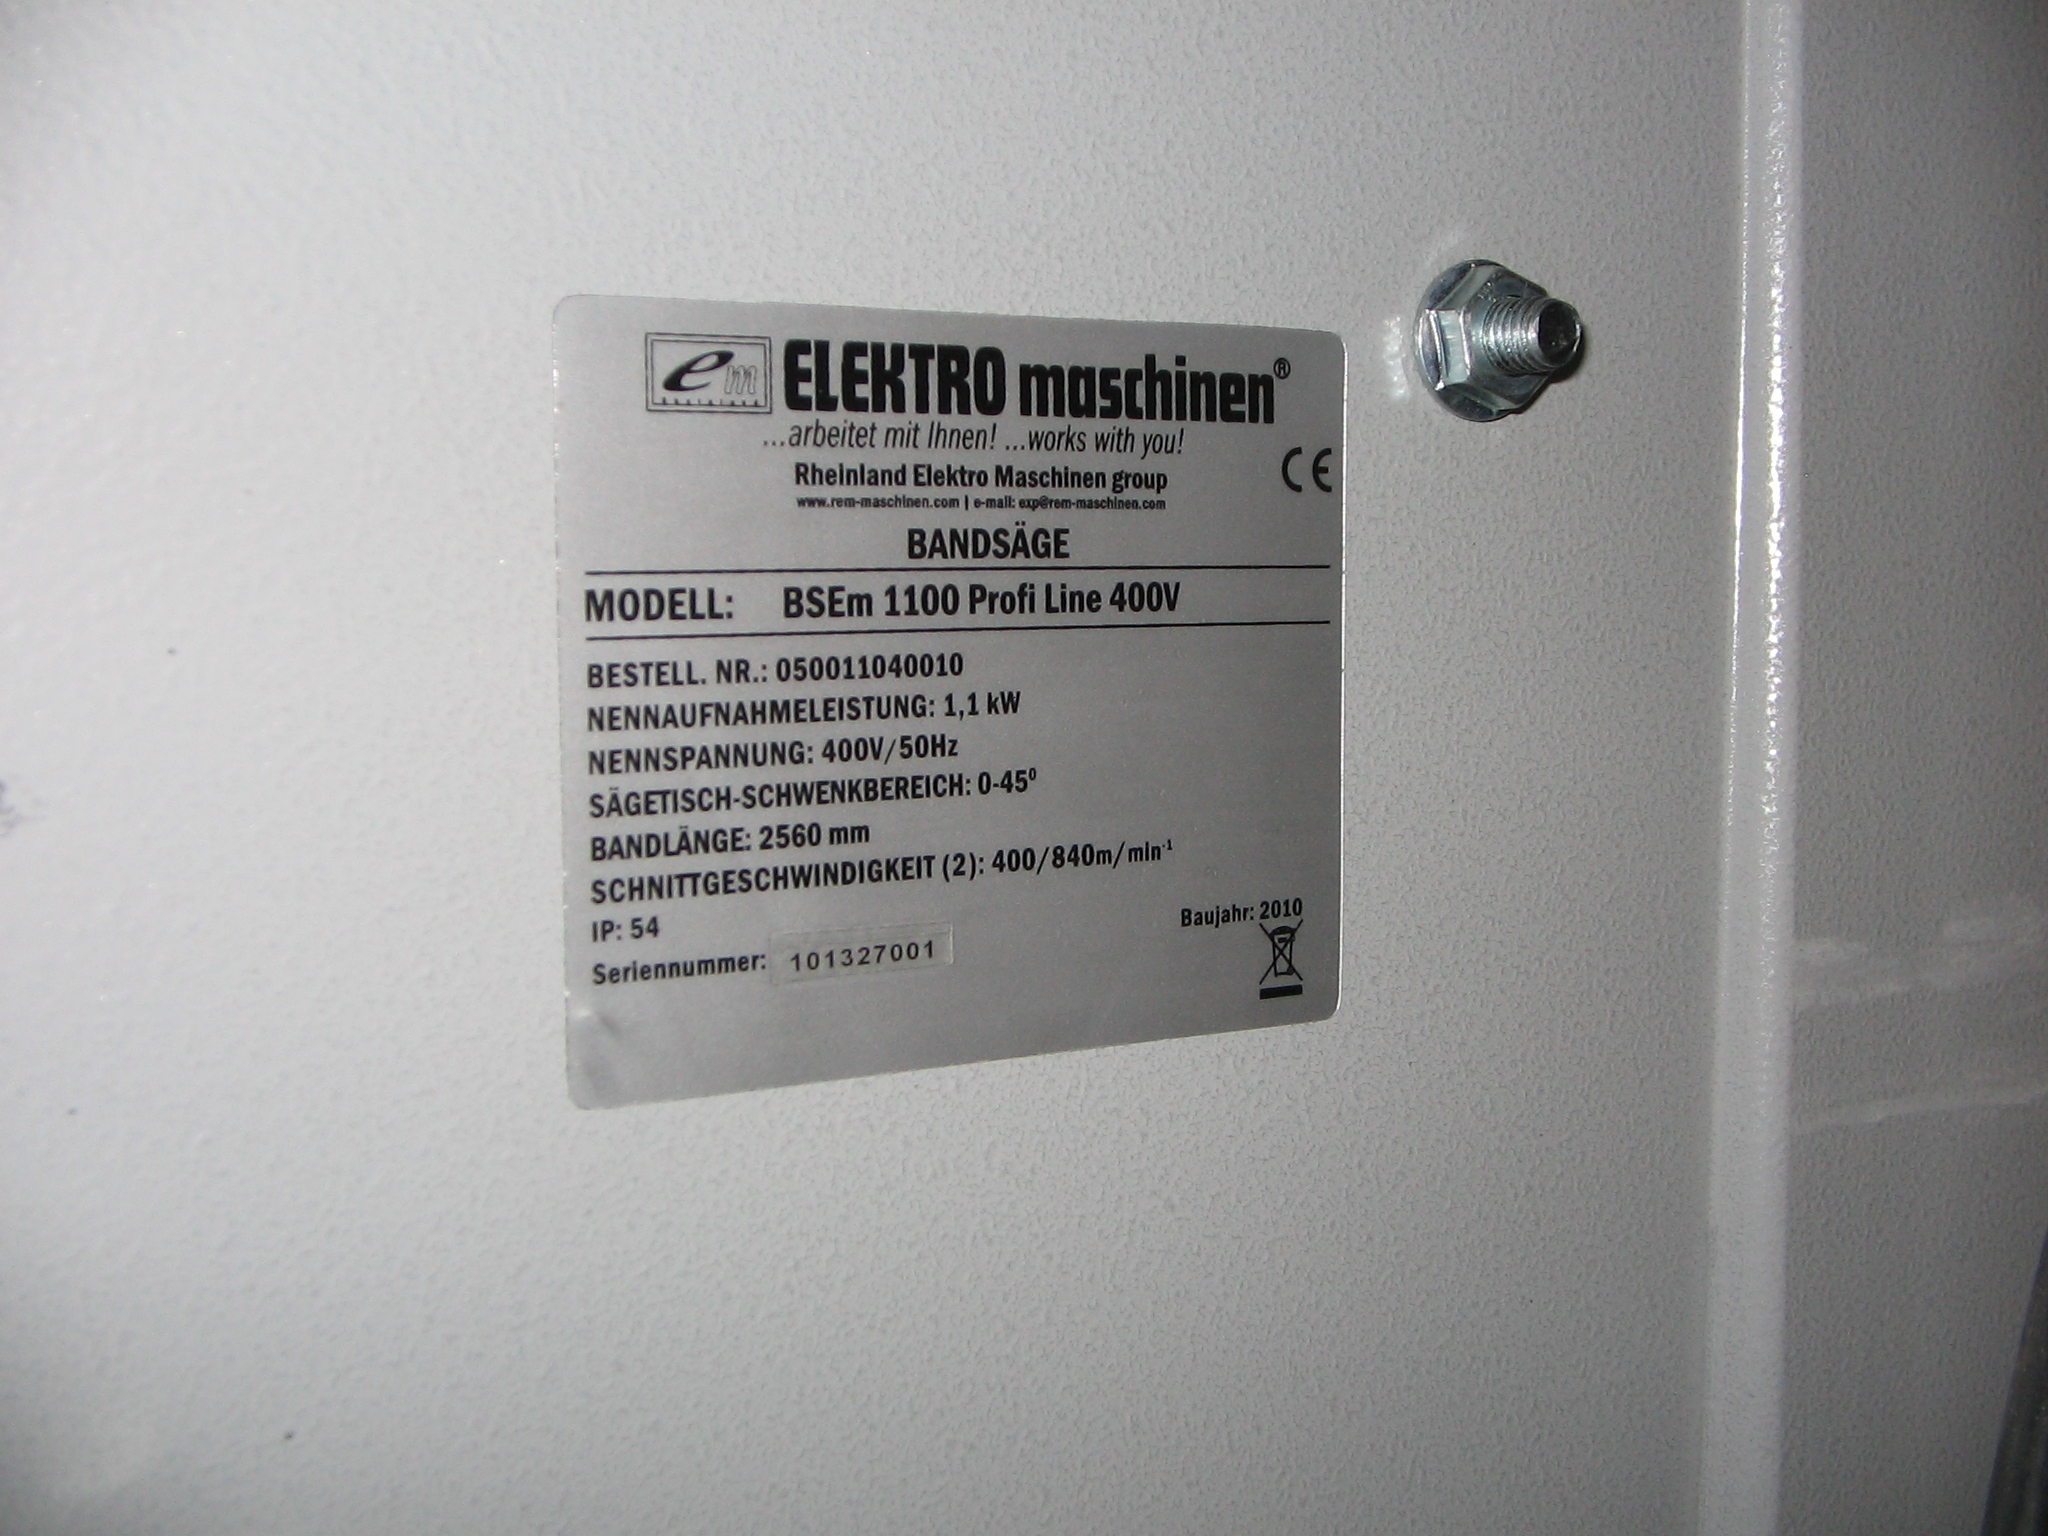 em ELEKTRO maschinen®
...arbeitet mit Ihnen! ...works with you!
Rheinland Elektro Maschinen group
CE
www.rem-maschinen.com | e-mail: exp@rem-maschinen.com
BANDSÄGE
MODELL: BSEm 1100 Profi Line 400V
BESTELL. NR.: 050011040010
NENNAUFNAHMELEISTUNG: 1,1 kW
NENNSPANNUNG: 400V/50Hz
SÄGETISCH-SCHWENKBEREICH: 0-45⁰
BANDLÄNGE: 2560 mm
SCHNITTGESCHWINDIGKEIT (2): 400/840m/min⁻¹
IP: 54
Baujahr: 2010
Seriennummer: 101327001